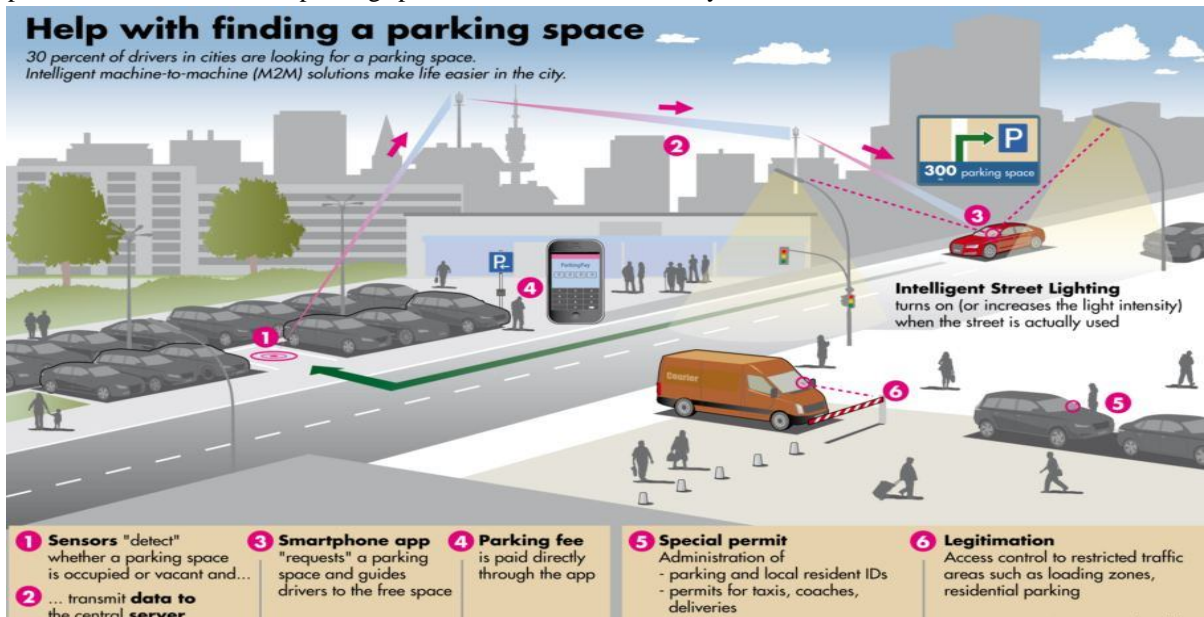 Help with finding a parking space
30 percent of drivers in cities are looking for a parking space.
Intelligent machine-to-machine (M2M) solutions make life easier in the city.
2
P
300 parking space
3
P
ParkingPay
4
Intelligent Street Lighting
turns on (or increases the light intensity)
when the street is actually used
1
Courier
6
5
1 Sensors "detect"
whether a parking space
is occupied or vacant and...
2 ... transmit data to
the central server
3 Smartphone app
"requests" a parking
space and guides
drivers to the free space
4 Parking fee
is paid directly
through the app
5 Special permit
Administration of
- parking and local resident IDs
- permits for taxis, coaches,
deliveries
6 Legitimation
Access control to restricted traffic
areas such as loading zones,
residential parking